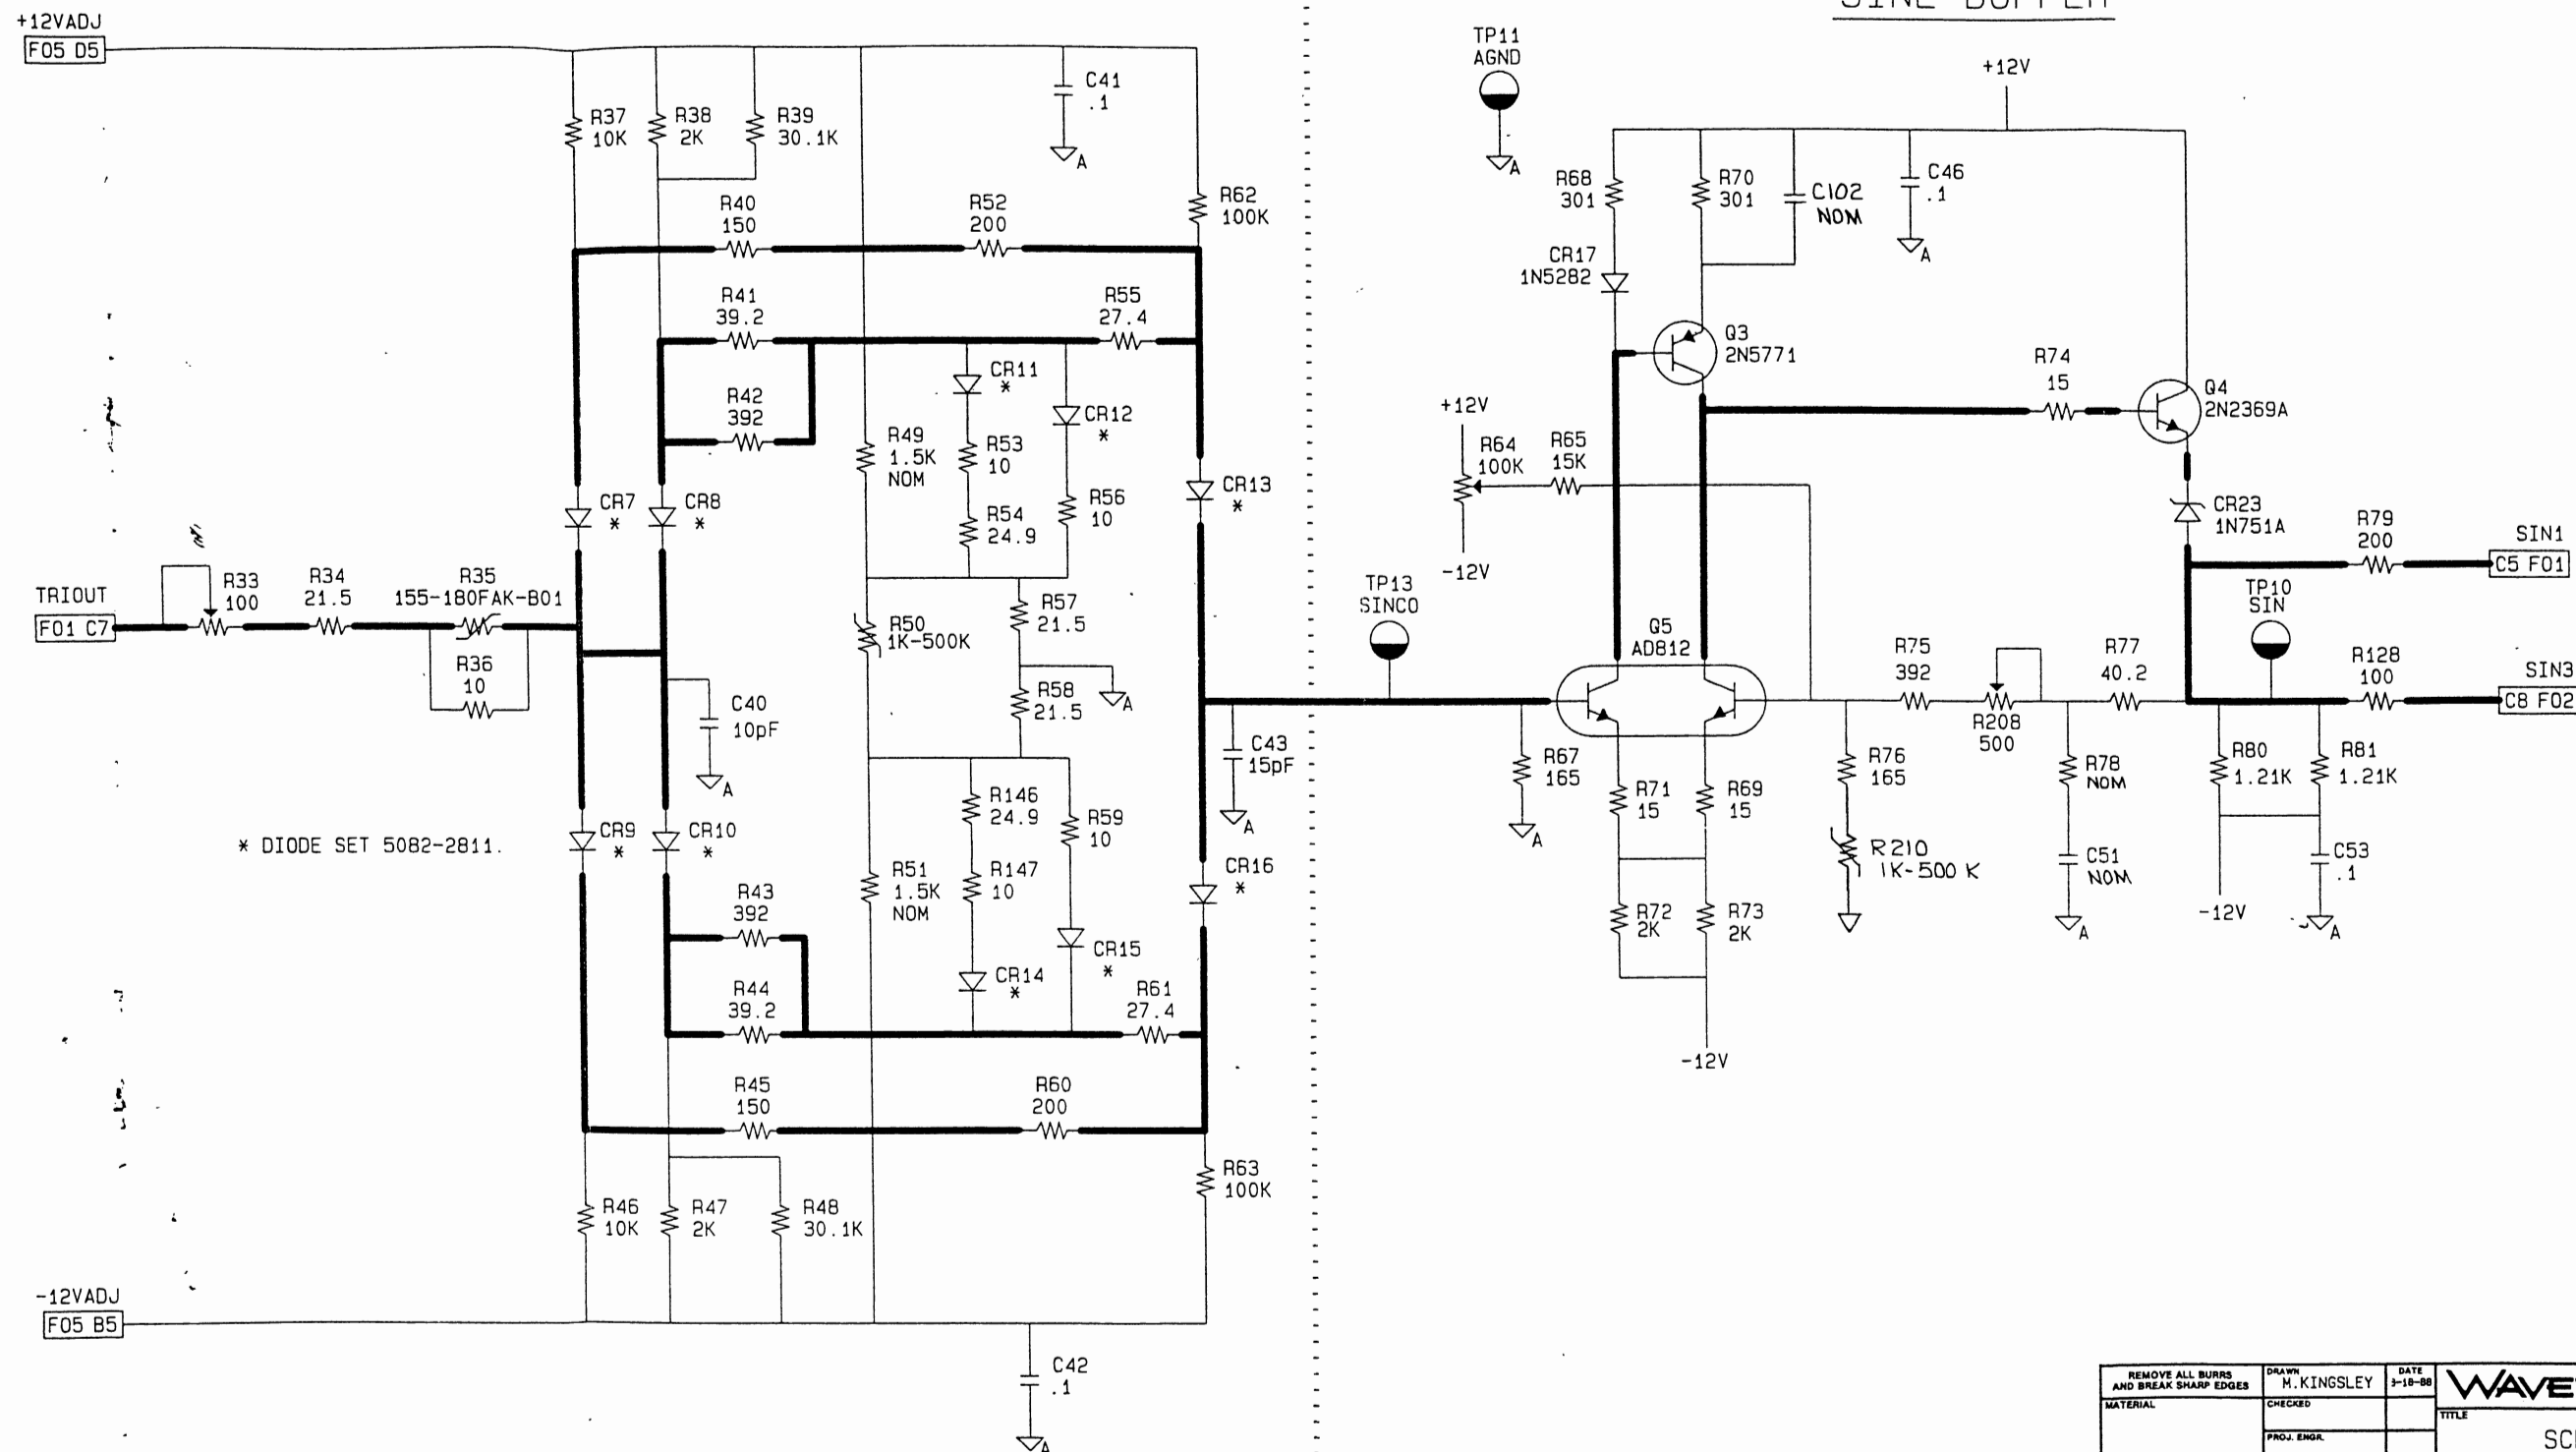 +12VADJ
F05 D5
R37
10K
R38
2K
R39
30.1K
C41
.1
A
R40
150
R52
200
R62
100K
R41
39.2
R55
27.4
R42
392
CR11
*
CR12
*
R49
1.5K
NOM
R53
10
R54
24.9
R56
10
CR7
*
CR8
*
CR13
*
TRIOUT
F01 C7
R33
100
R34
21.5
R35
155-180FAK-B01
R36
10
R50
1K-500K
R57
21.5
R58
21.5
A
C40
10pF
A
C43
15pF
A
* DIODE SET 5082-2811.
CR9
*
CR10
*
R146
24.9
R59
10
R51
1.5K
NOM
R147
10
CR16
*
R43
392
CR15
*
CR14
*
R44
39.2
R61
27.4
R45
150
R60
200
R63
100K
R46
10K
R47
2K
R48
30.1K
-12VADJ
F05 B5
C42
.1
A
SINE BUFFER
TP11
AGND
A
+12V
R68
301
R70
301
C102
NOM
C46
.1
A
CR17
1N5282
Q3
2N5771
R74
15
Q4
2N2369A
+12V
R64
100K
R65
15K
-12V
CR23
1N751A
R79
200
SIN1
C5 F01
TP13
SINCO
Q5
AD812
TP10
SIN
R75
392
R208
500
R77
40.2
R128
100
SIN3
C8 F02
R67
165
A
R71
15
R69
15
R76
165
R78
NOM
R80
1.21K
R81
1.21K
R72
2K
R73
2K
R210
1K-500 K
C51
NOM
A
-12V
C53
.1
A
-12V
REMOVE ALL BURRS
AND BREAK SHARP EDGES
DRAWN
M.KINGSLEY
DATE
3-18-88
WAVE
MATERIAL
CHECKED
TITLE
PROJ. ENGR.
SC